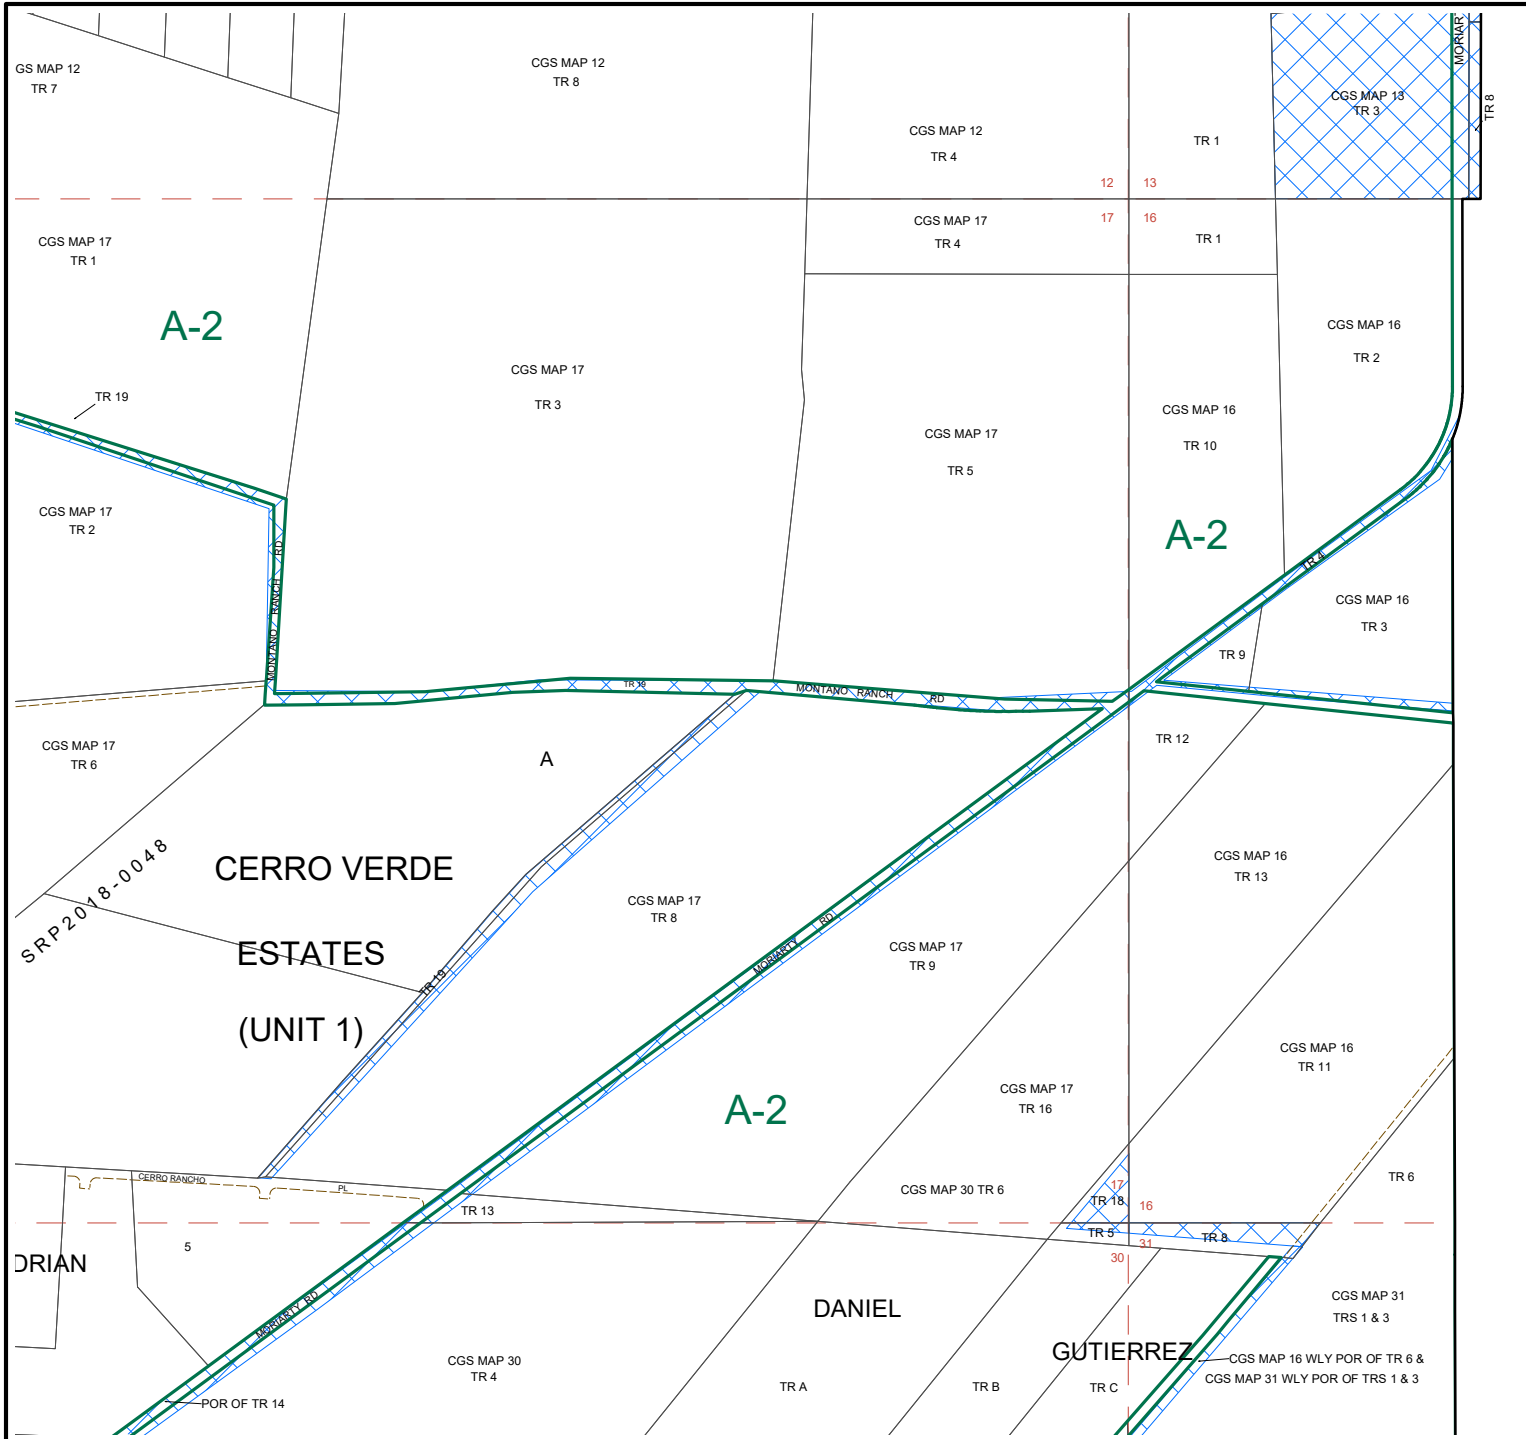 GS MAP 12
TR 7
CGS MAP 12
TR 8
CGS MAP 12
TR 4
TR 1
CGS MAP 13
TR 3
MORIAR
TR 8
12
13
17
16
CGS MAP 17
TR 1
CGS MAP 17
TR 4
TR 1
A-2
CGS MAP 16
TR 2
TR 19
CGS MAP 17
TR 3
CGS MAP 17
TR 5
CGS MAP 16
TR 10
CGS MAP 17
TR 2
A-2
MONTANO RANCH RD
TR 4
CGS MAP 16
TR 3
TR 9
TR 19
MONTANO RANCH RD
CGS MAP 17
TR 6
A
TR 12
SRP2018-0048
CERRO VERDE
ESTATES
(UNIT 1)
TR 19
CGS MAP 17
TR 8
MORIARTY RD
CGS MAP 17
TR 9
CGS MAP 16
TR 13
A-2
CGS MAP 17
TR 16
CGS MAP 16
TR 11
CERRO RANCHO PL
TR 13
CGS MAP 30 TR 6
TR 18
17
16
TR 6
TR 5
TR 8
31
30
DRIAN
5
MORIARTY RD
DANIEL
GUTIERREZ
CGS MAP 31
TRS 1 & 3
CGS MAP 30
TR 4
TR A
TR B
TR C
CGS MAP 16 WLY POR OF TR 6 &
CGS MAP 31 WLY POR OF TRS 1 & 3
POR OF TR 14